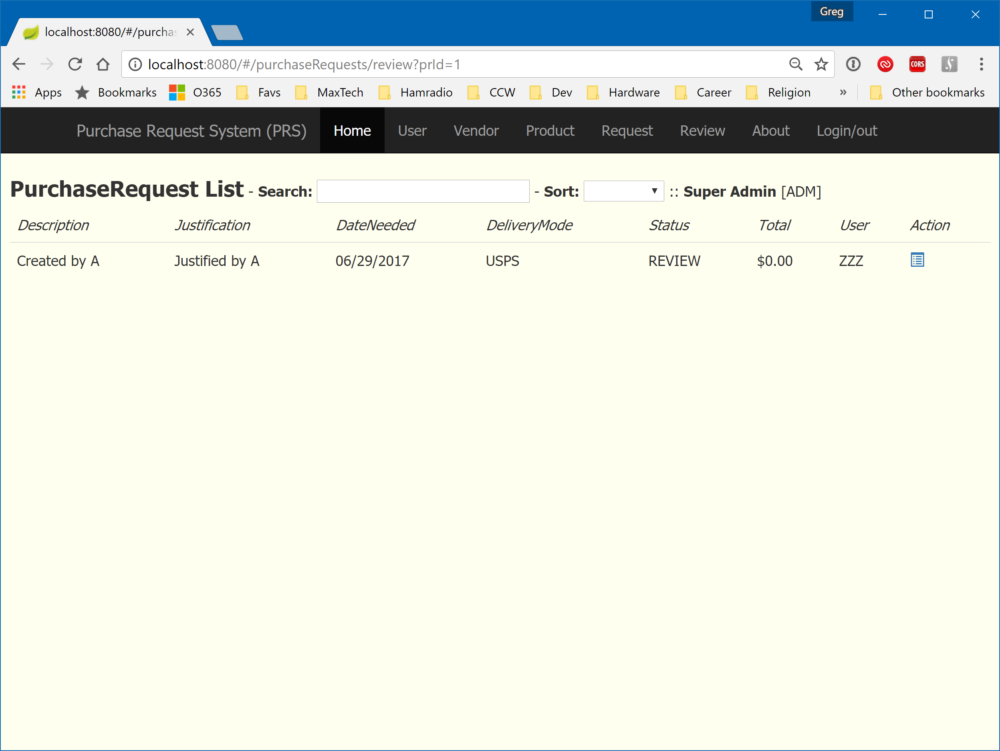 Greg
localhost:8080/#/purchas
localhost:8080/#/purchaseRequests/review?prId=1
CORS
Apps Bookmarks O365 Favs MaxTech Hamradio CCW Dev Hardware Career Religion » Other bookmarks
Purchase Request System (PRS) Home User Vendor Product Request Review About Login/out
PurchaseRequest List - Search: - Sort: :: Super Admin [ADM]
Description Justification DateNeeded DeliveryMode Status Total User Action
Created by A Justified by A 06/29/2017 USPS REVIEW $0.00 ZZZ